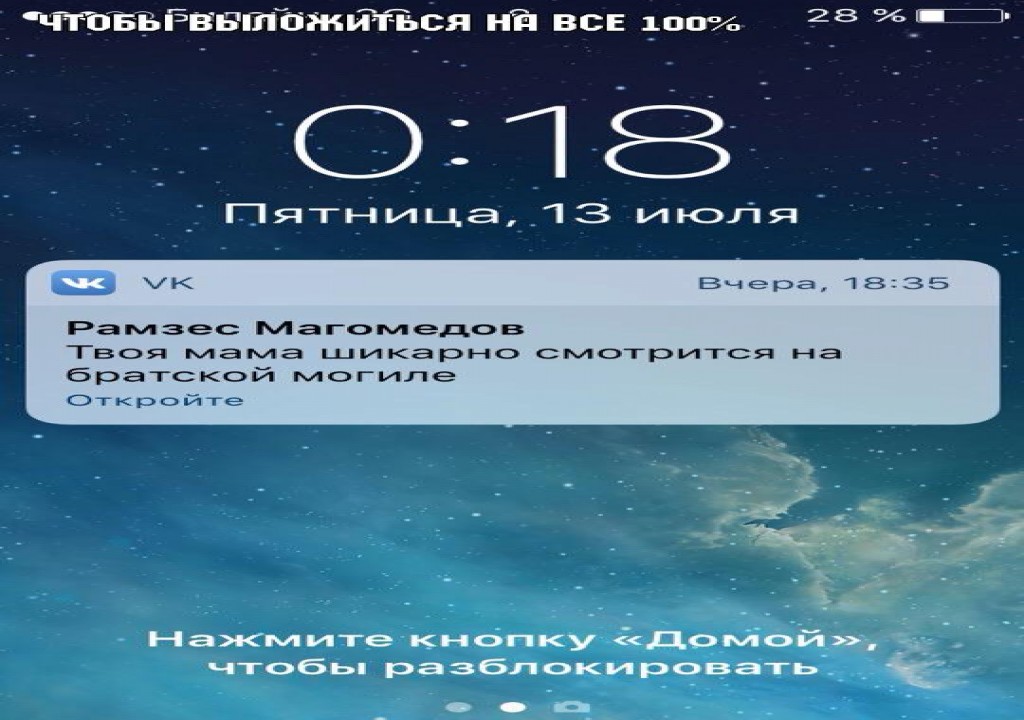 ЧТОБЫ ВЫЛОЖИТЬСЯ НА ВСЕ 100%
28 %
0:18
Пятница, 13 июля
VK VK Вчера, 18:35
Рамзес Магомедов
Твоя мама шикарно смотрится на
братской могиле
Откройте
Нажмите кнопку «Домой»,
чтобы разблокировать